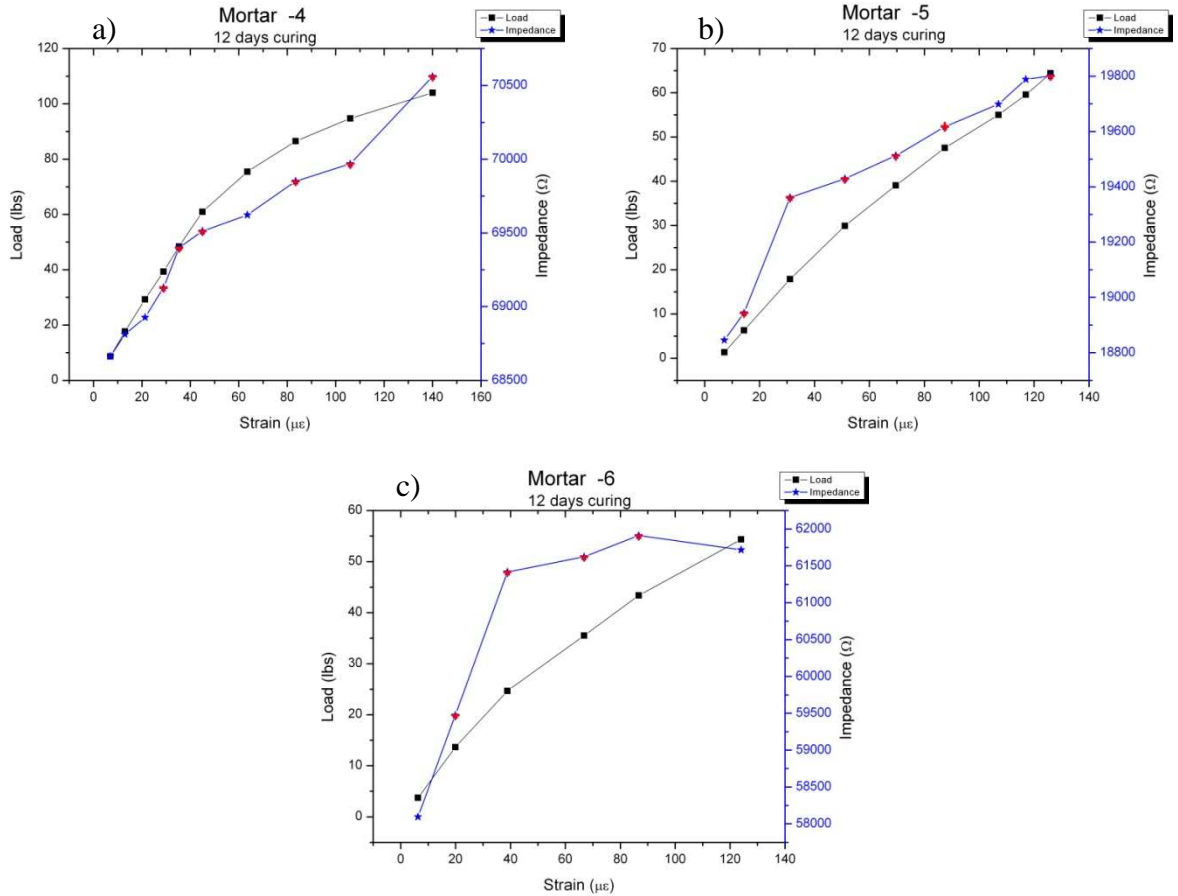 a)
Mortar -4
12 days curing
Load
Impedance
120
100
80
60
40
20
0
Load (lbs)
70500
70000
69500
69000
68500
Impedance (Ω)
0 20 40 60 80 100 120 140 160
Strain (με)
b)
Mortar -5
12 days curing
Load
Impedance
70
60
50
40
30
20
10
0
Load (lbs)
19800
19600
19400
19200
19000
18800
Impedance (Ω)
0 20 40 60 80 100 120 140
Strain (με)
c)
Mortar -6
12 days curing
Load
Impedance
60
50
40
30
20
10
0
Load (lbs)
62000
61500
61000
60500
60000
59500
59000
58500
58000
Impedance (Ω)
0 20 40 60 80 100 120 140
Strain (με)